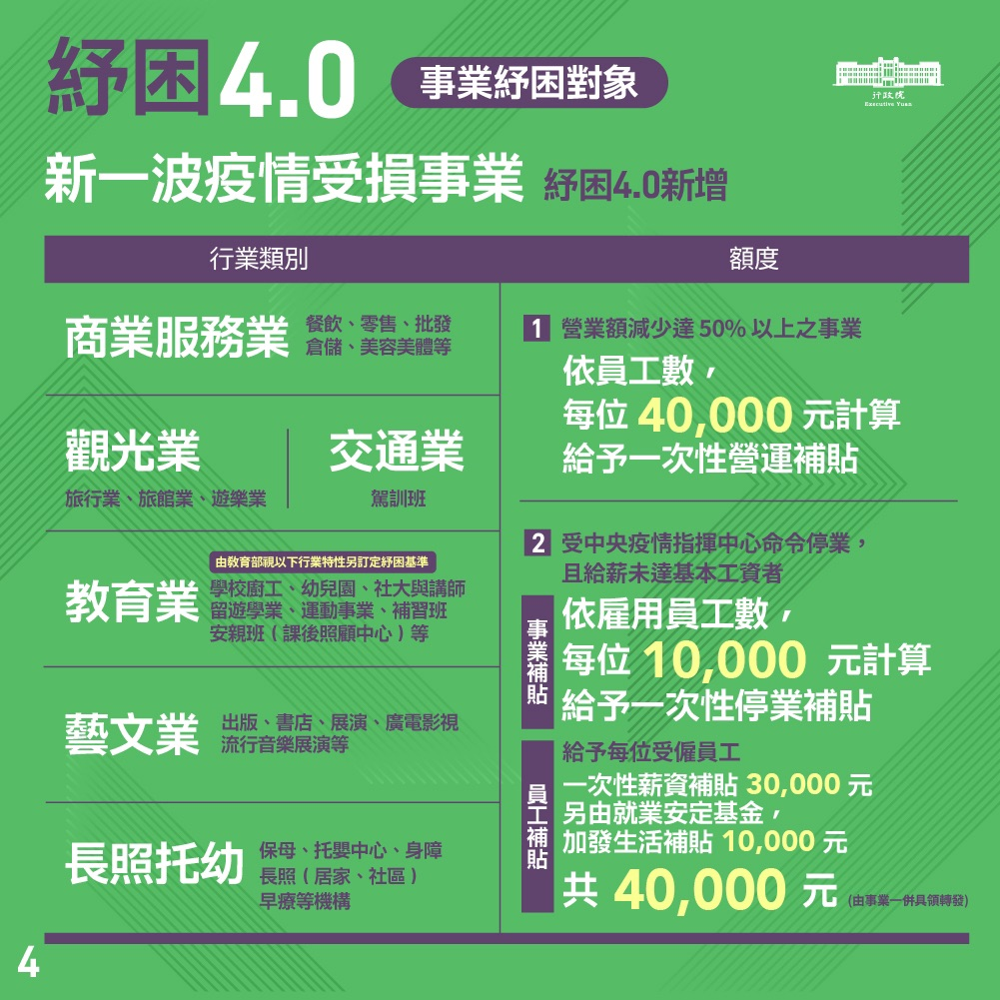 紓困4.0
事業紓困對象
行政院
Executive Yuan
新一波疫情受損事業 紓困4.0新增
行業類別
額度
商業服務業
餐飲、零售、批發
倉儲、美容美體等
觀光業
旅行業、旅館業、遊樂業
交通業
駕訓班
教育業
由教育部視以下行業特性另訂定紓困基準
學校廚工、幼兒園、社大與講師
留遊學業、運動事業、補習班
安親班(課後照顧中心)等
藝文業
出版、書店、展演、廣電影視
流行音樂展演等
長照托幼
保母、托嬰中心、身障
長照(居家、社區)
早療等機構
1 營業額減少達50%以上之事業
依員工數,
每位 40,000 元計算
給予一次性營運補貼
2 受中央疫情指揮中心命令停業,
且給薪未達基本工資者
事業補貼
依雇用員工數,
每位 10,000 元計算
給予一次性停業補貼
員工補貼
給予每位受僱員工
一次性薪資補貼 30,000 元
另由就業安定基金,
加發生活補貼 10,000 元
共 40,000 元 (由事業一併具領轉發)
4